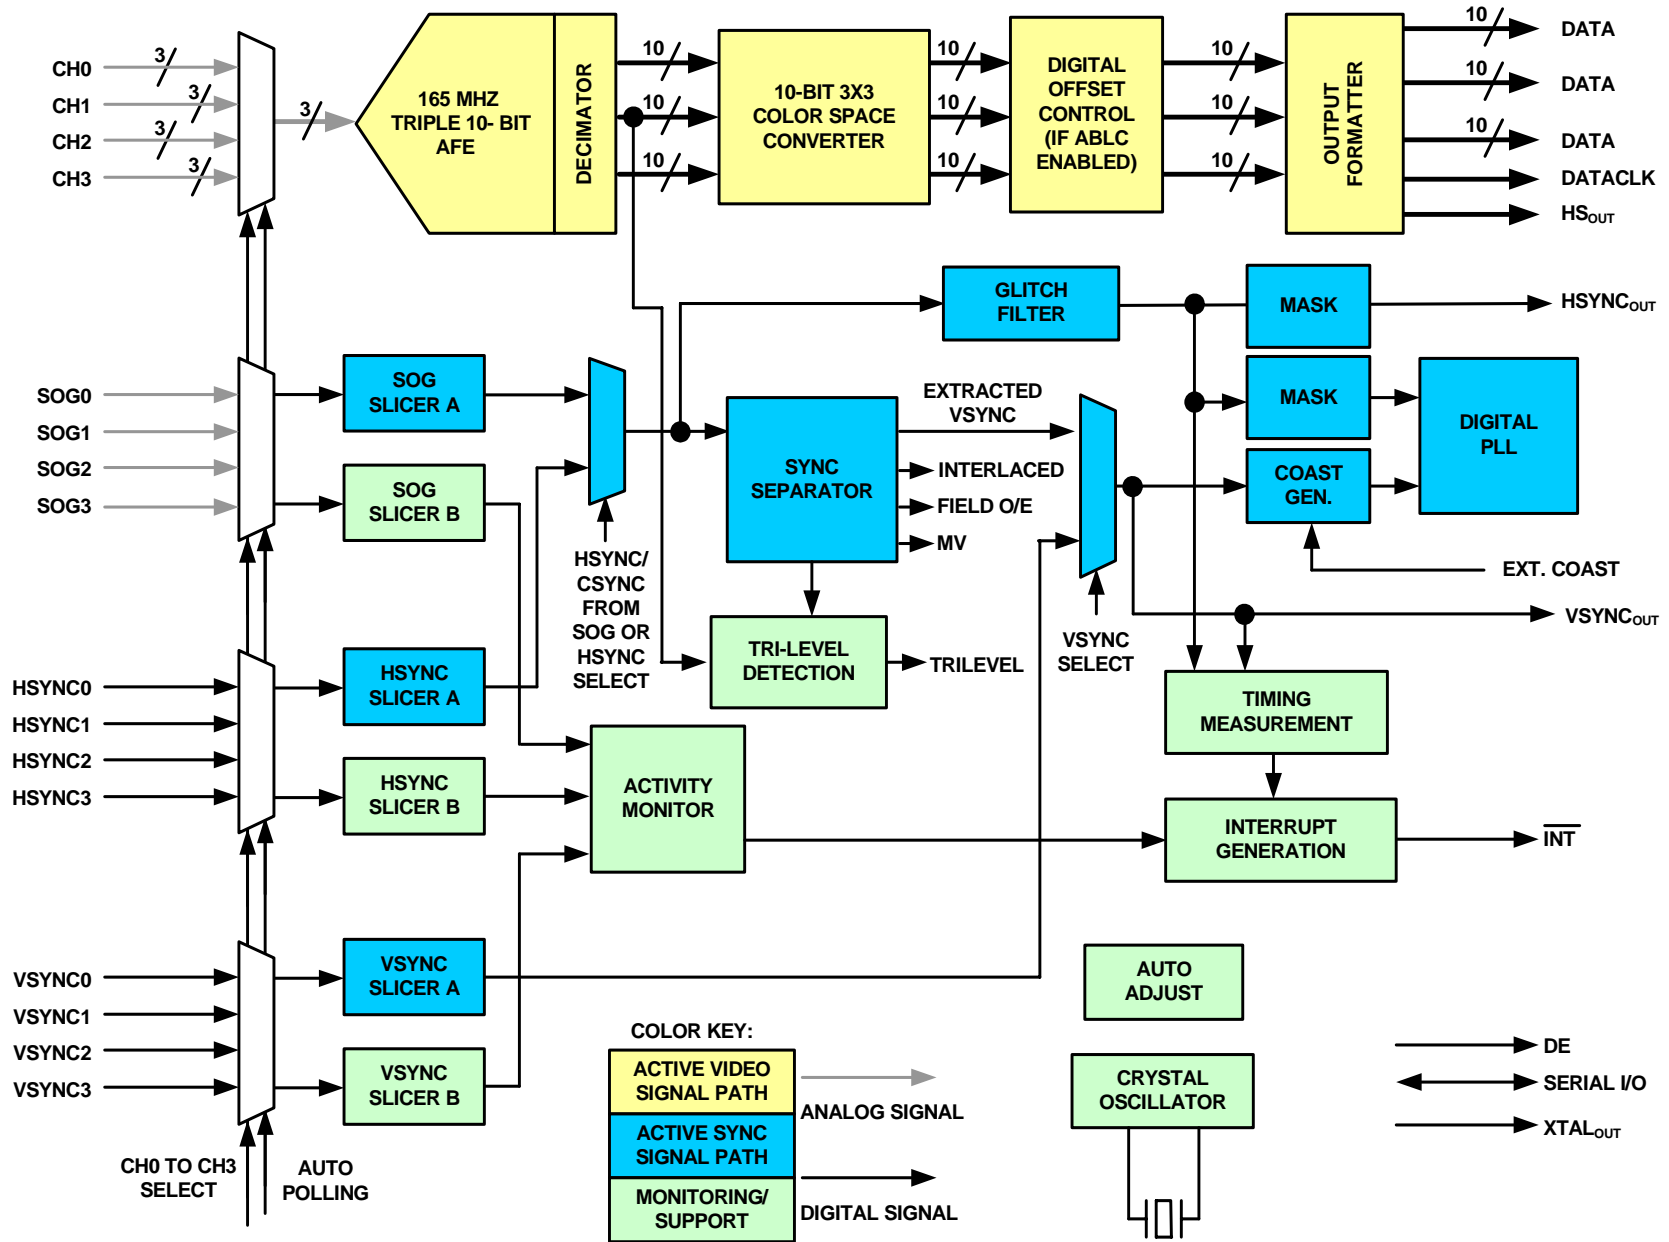 CH0
CH1
CH2
CH3
3
3
3
3
3
165 MHZ
TRIPLE 10- BIT
AFE
DECIMATOR
10
10
10
10-BIT 3X3
COLOR SPACE
CONVERTER
10
10
10
DIGITAL
OFFSET
CONTROL
(IF ABLC
ENABLED)
10
10
10
OUTPUT
FORMATTER
10
10
10
DATA
DATA
DATA
DATACLK
HSOUT
GLITCH
FILTER
MASK
HSYNCOUT
SOG0
SOG1
SOG2
SOG3
SOG
SLICER A
SOG
SLICER B
HSYNC/
CSYNC
FROM
SOG OR
HSYNC
SELECT
EXTRACTED
VSYNC
SYNC
SEPARATOR
INTERLACED
FIELD O/E
MV
MASK
COAST
GEN.
DIGITAL
PLL
EXT. COAST
VSYNCOUT
VSYNC
SELECT
TRI-LEVEL
DETECTION
TRILEVEL
HSYNC0
HSYNC1
HSYNC2
HSYNC3
HSYNC
SLICER A
HSYNC
SLICER B
ACTIVITY
MONITOR
TIMING
MEASUREMENT
INTERRUPT
GENERATION
INT
VSYNC0
VSYNC1
VSYNC2
VSYNC3
VSYNC
SLICER A
VSYNC
SLICER B
AUTO
ADJUST
CRYSTAL
OSCILLATOR
DE
SERIAL I/O
XTALOUT
CH0 TO CH3
SELECT
AUTO
POLLING
COLOR KEY:
ACTIVE VIDEO
SIGNAL PATH
ACTIVE SYNC
SIGNAL PATH
MONITORING/
SUPPORT
ANALOG SIGNAL
DIGITAL SIGNAL